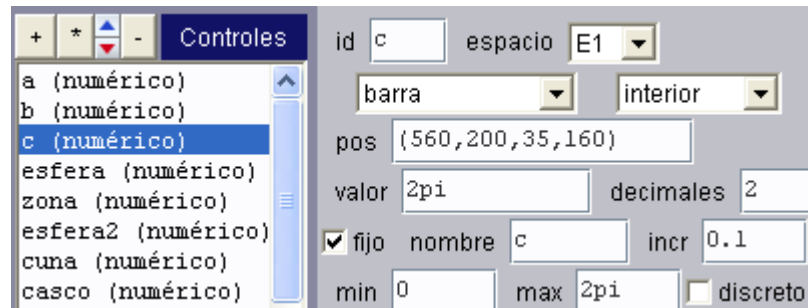 + * - Controles
a (numérico)
b (numérico)
c (numérico)
esfera (numérico)
zona (numérico)
esfera2 (numérico)
cuna (numérico)
casco (numérico)
id c espacio E1
barra interior
pos (560,200,35,160)
valor 2pi decimales 2
fijo nombre c incr 0.1
min 0 max 2pi discreto